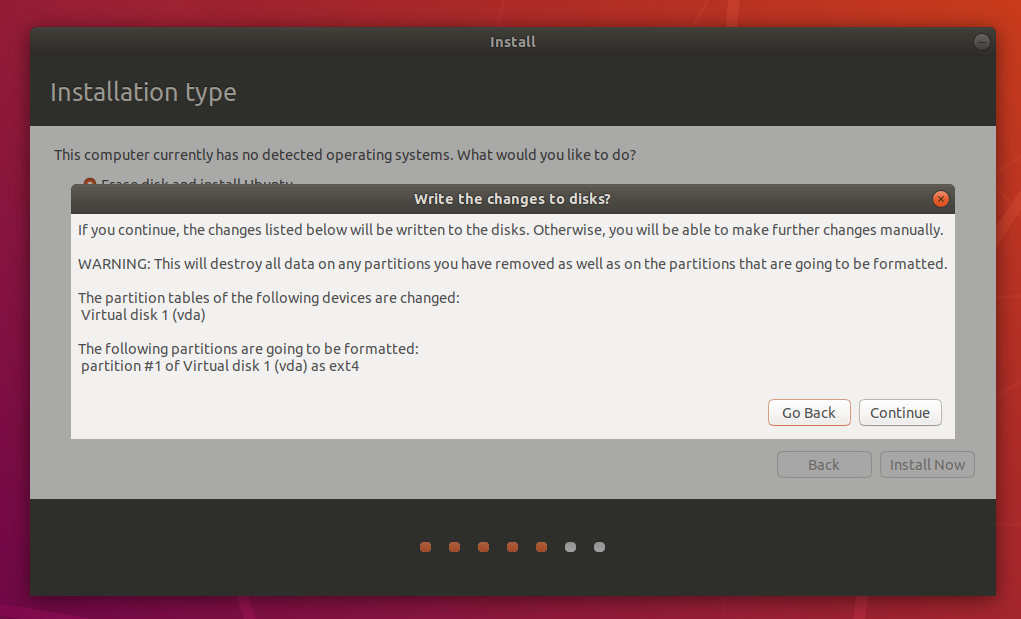 Install
Installation type
This computer currently has no detected operating systems. What would you like to do?
Erase disk and install Ubuntu
Write the changes to disks?
If you continue, the changes listed below will be written to the disks. Otherwise, you will be able to make further changes manually.
WARNING: This will destroy all data on any partitions you have removed as well as on the partitions that are going to be formatted.
The partition tables of the following devices are changed:
Virtual disk 1 (vda)
The following partitions are going to be formatted:
partition #1 of Virtual disk 1 (vda) as ext4
Go Back Continue
Back Install Now